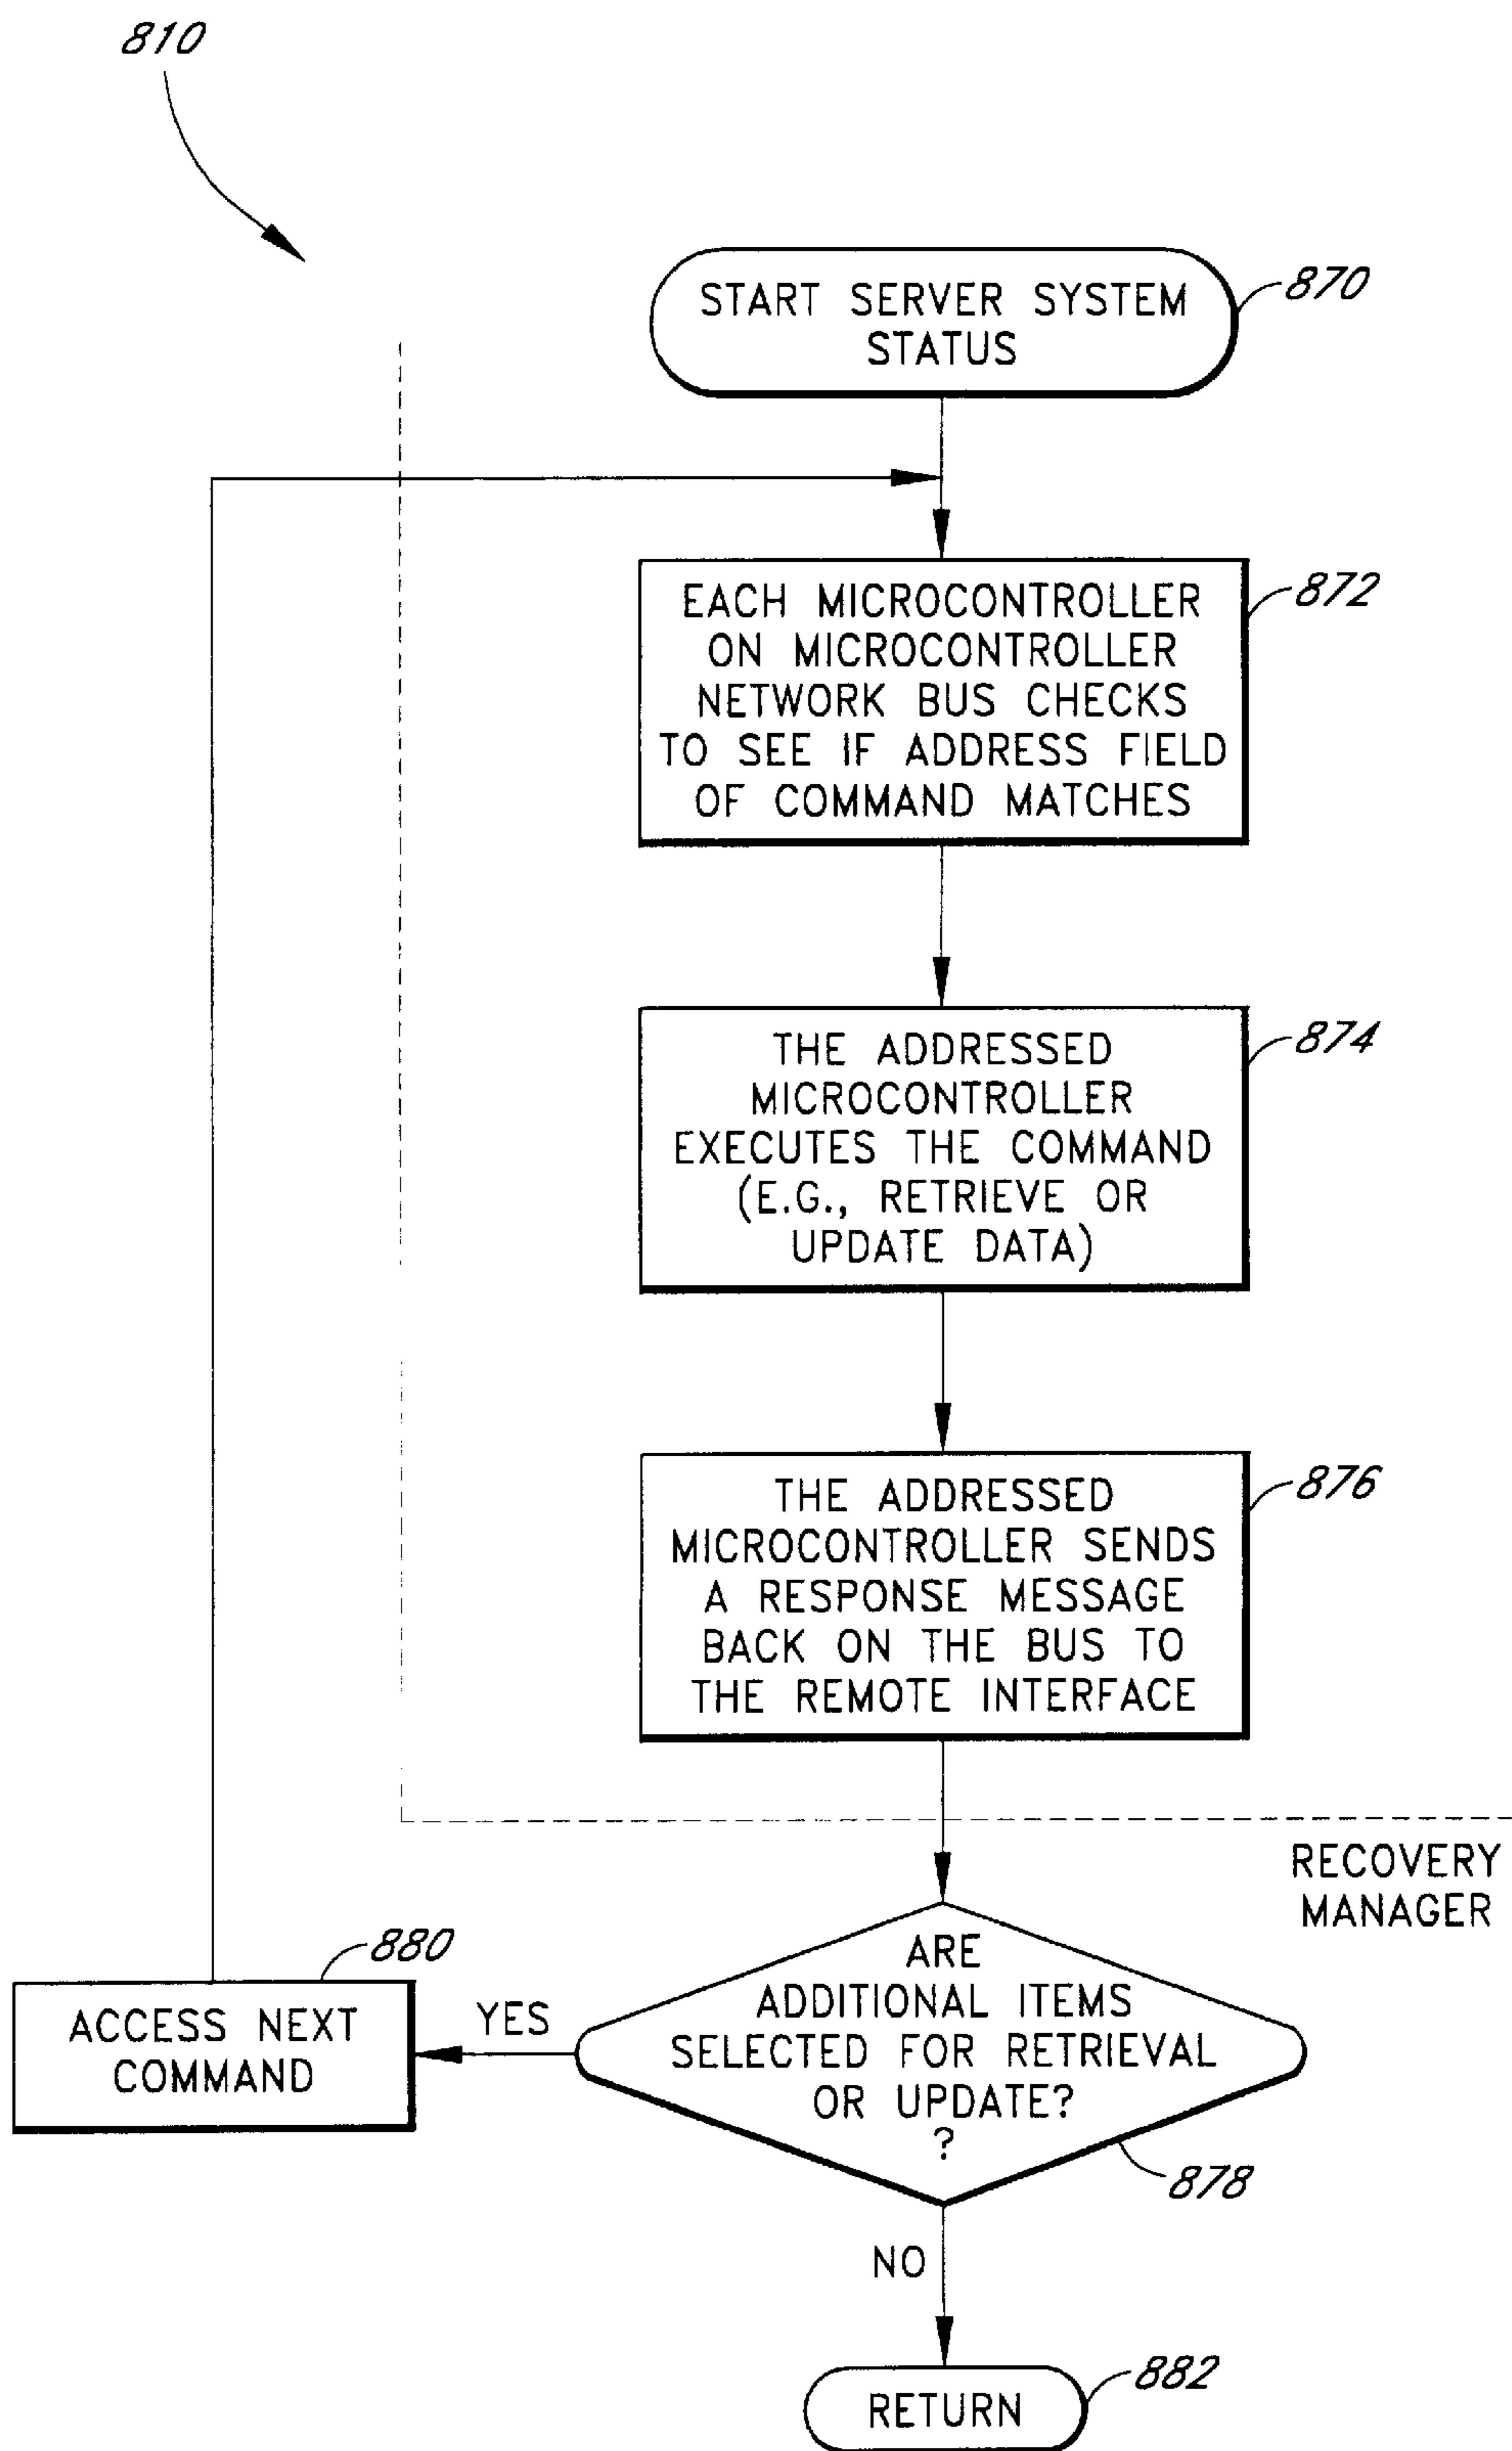 810
START SERVER SYSTEM
STATUS
870
EACH MICROCONTROLLER
ON MICROCONTROLLER
NETWORK BUS CHECKS
TO SEE IF ADDRESS FIELD
OF COMMAND MATCHES
872
THE ADDRESSED
MICROCONTROLLER
EXECUTES THE COMMAND
(E.G., RETRIEVE OR
UPDATE DATA)
874
THE ADDRESSED
MICROCONTROLLER SENDS
A RESPONSE MESSAGE
BACK ON THE BUS TO
THE REMOTE INTERFACE
876
RECOVERY
MANAGER
ARE
ADDITIONAL ITEMS
SELECTED FOR RETRIEVAL
OR UPDATE?
?
878
YES
880
ACCESS NEXT
COMMAND
NO
882
RETURN